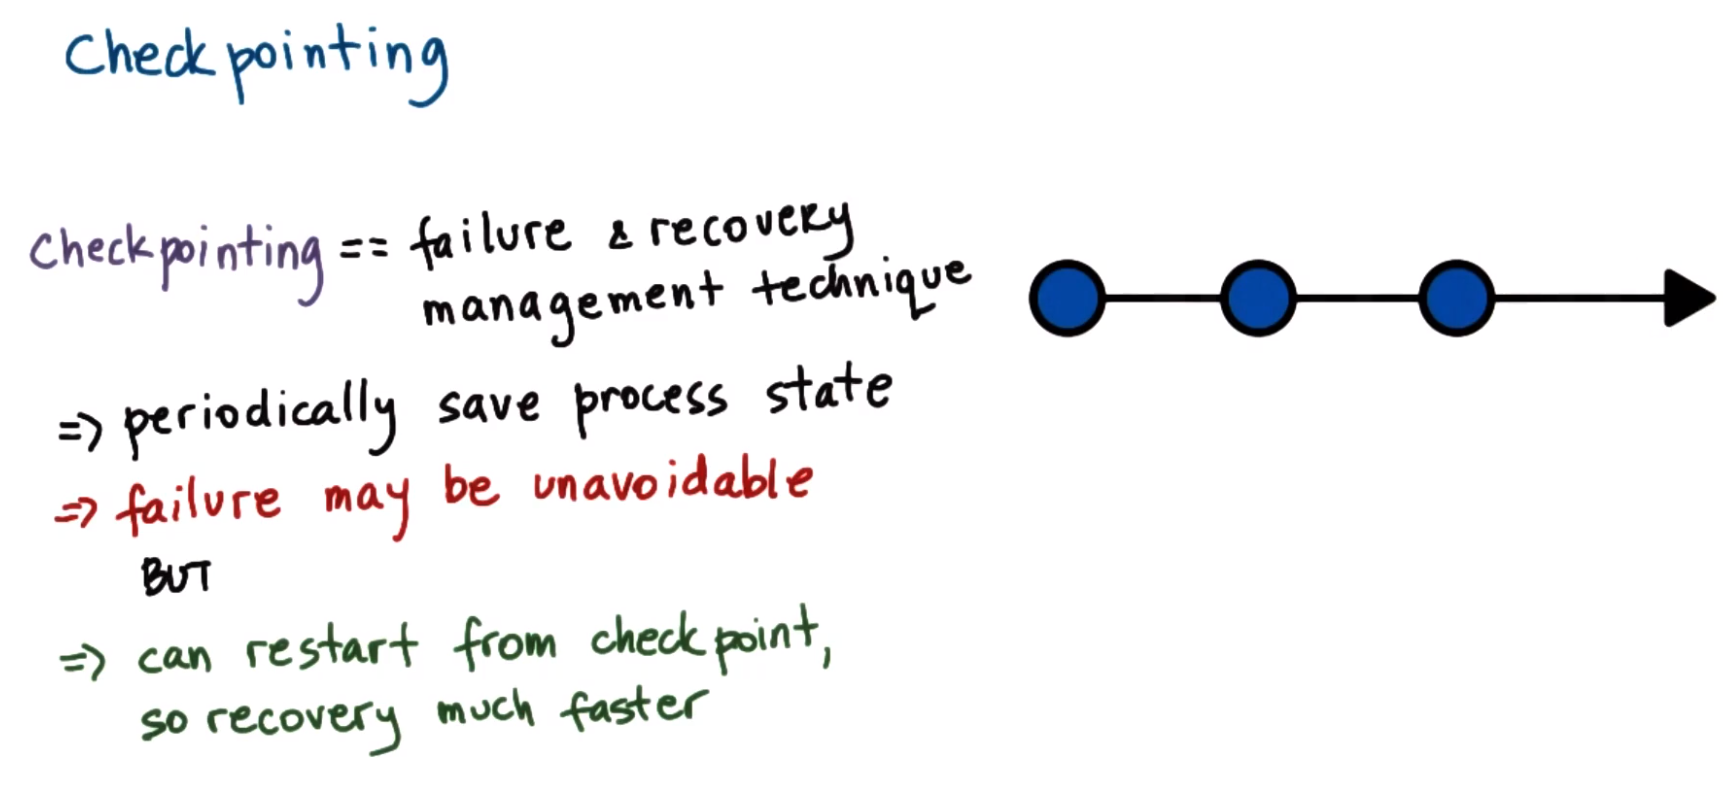 Checkpointing
Checkpointing == failure & recovery
management technique
=> periodically save process state
=> failure may be unavoidable
BUT
=> can restart from checkpoint,
so recovery much faster